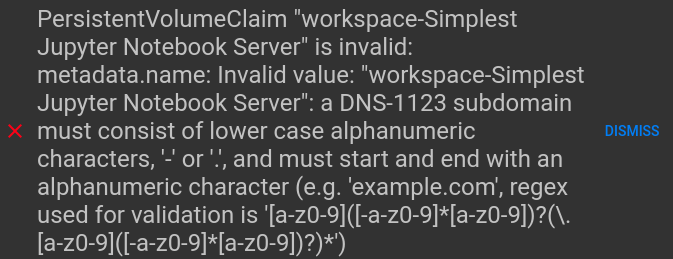 PersistentVolumeClaim "workspace-Simplest
Jupyter Notebook Server" is invalid:
metadata.name: Invalid value: "workspace-Simplest
Jupyter Notebook Server": a DNS-1123 subdomain
must consist of lower case alphanumeric
characters, '-' or '.', and must start and end with an
alphanumeric character (e.g. 'example.com', regex
used for validation is '[a-z0-9]([-a-z0-9]*[a-z0-9])?(\.
[a-z0-9]([-a-z0-9]*[a-z0-9])?)*')
DISMISS